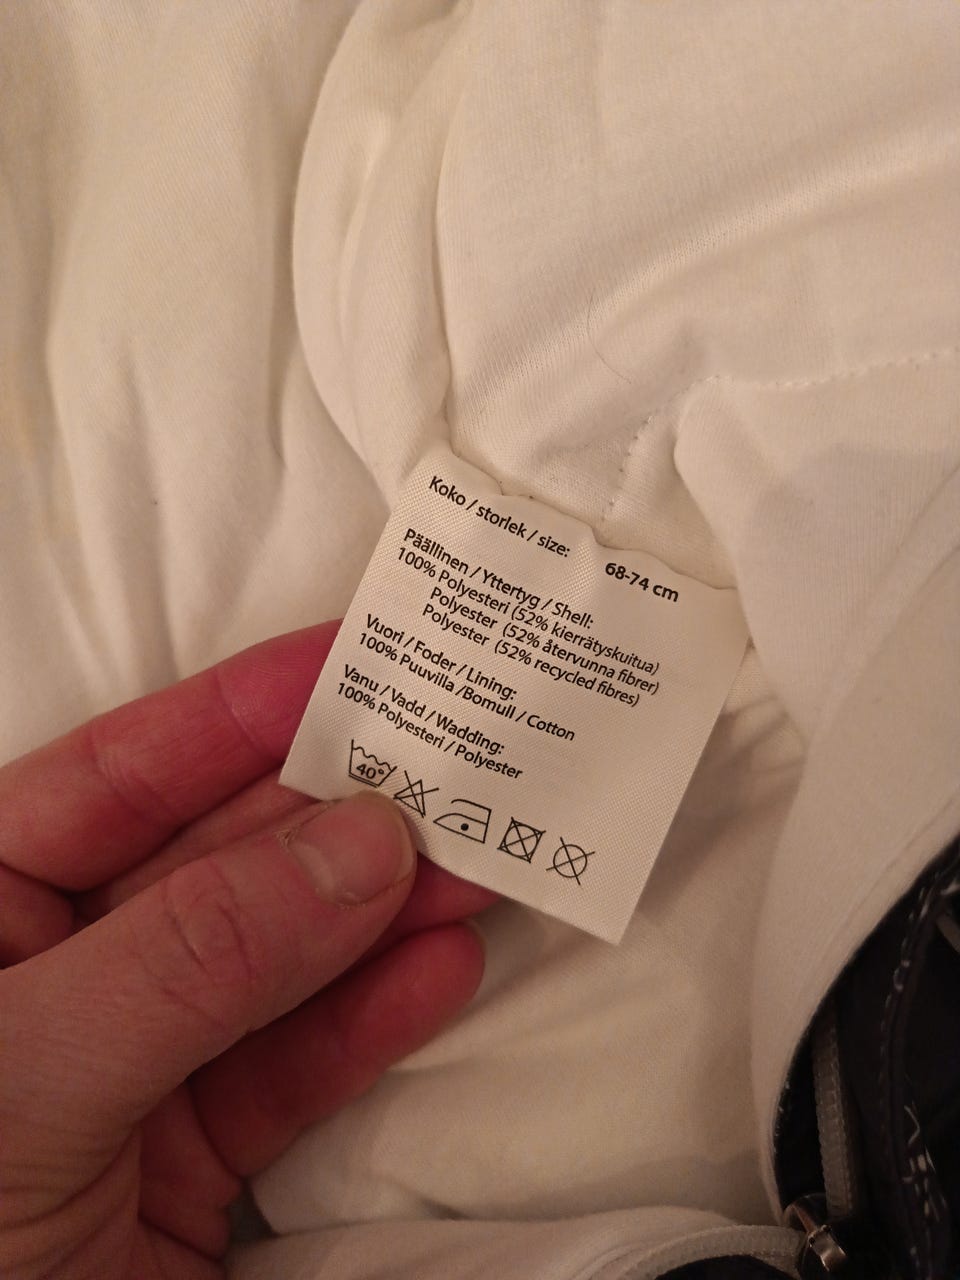 Koko / storlek / size:
68-74 cm
Päällinen / Yttertyg / Shell:
100% Polyesteri (52% kierrätyskuitua)
Polyester (52% återvunna fibrer)
Polyester (52% recycled fibres)
Vuori / Foder / Lining:
100% Puuvilla /Bomull / Cotton
Vanu / Vadd / Wadding:
100% Polyesteri / Polyester
40°